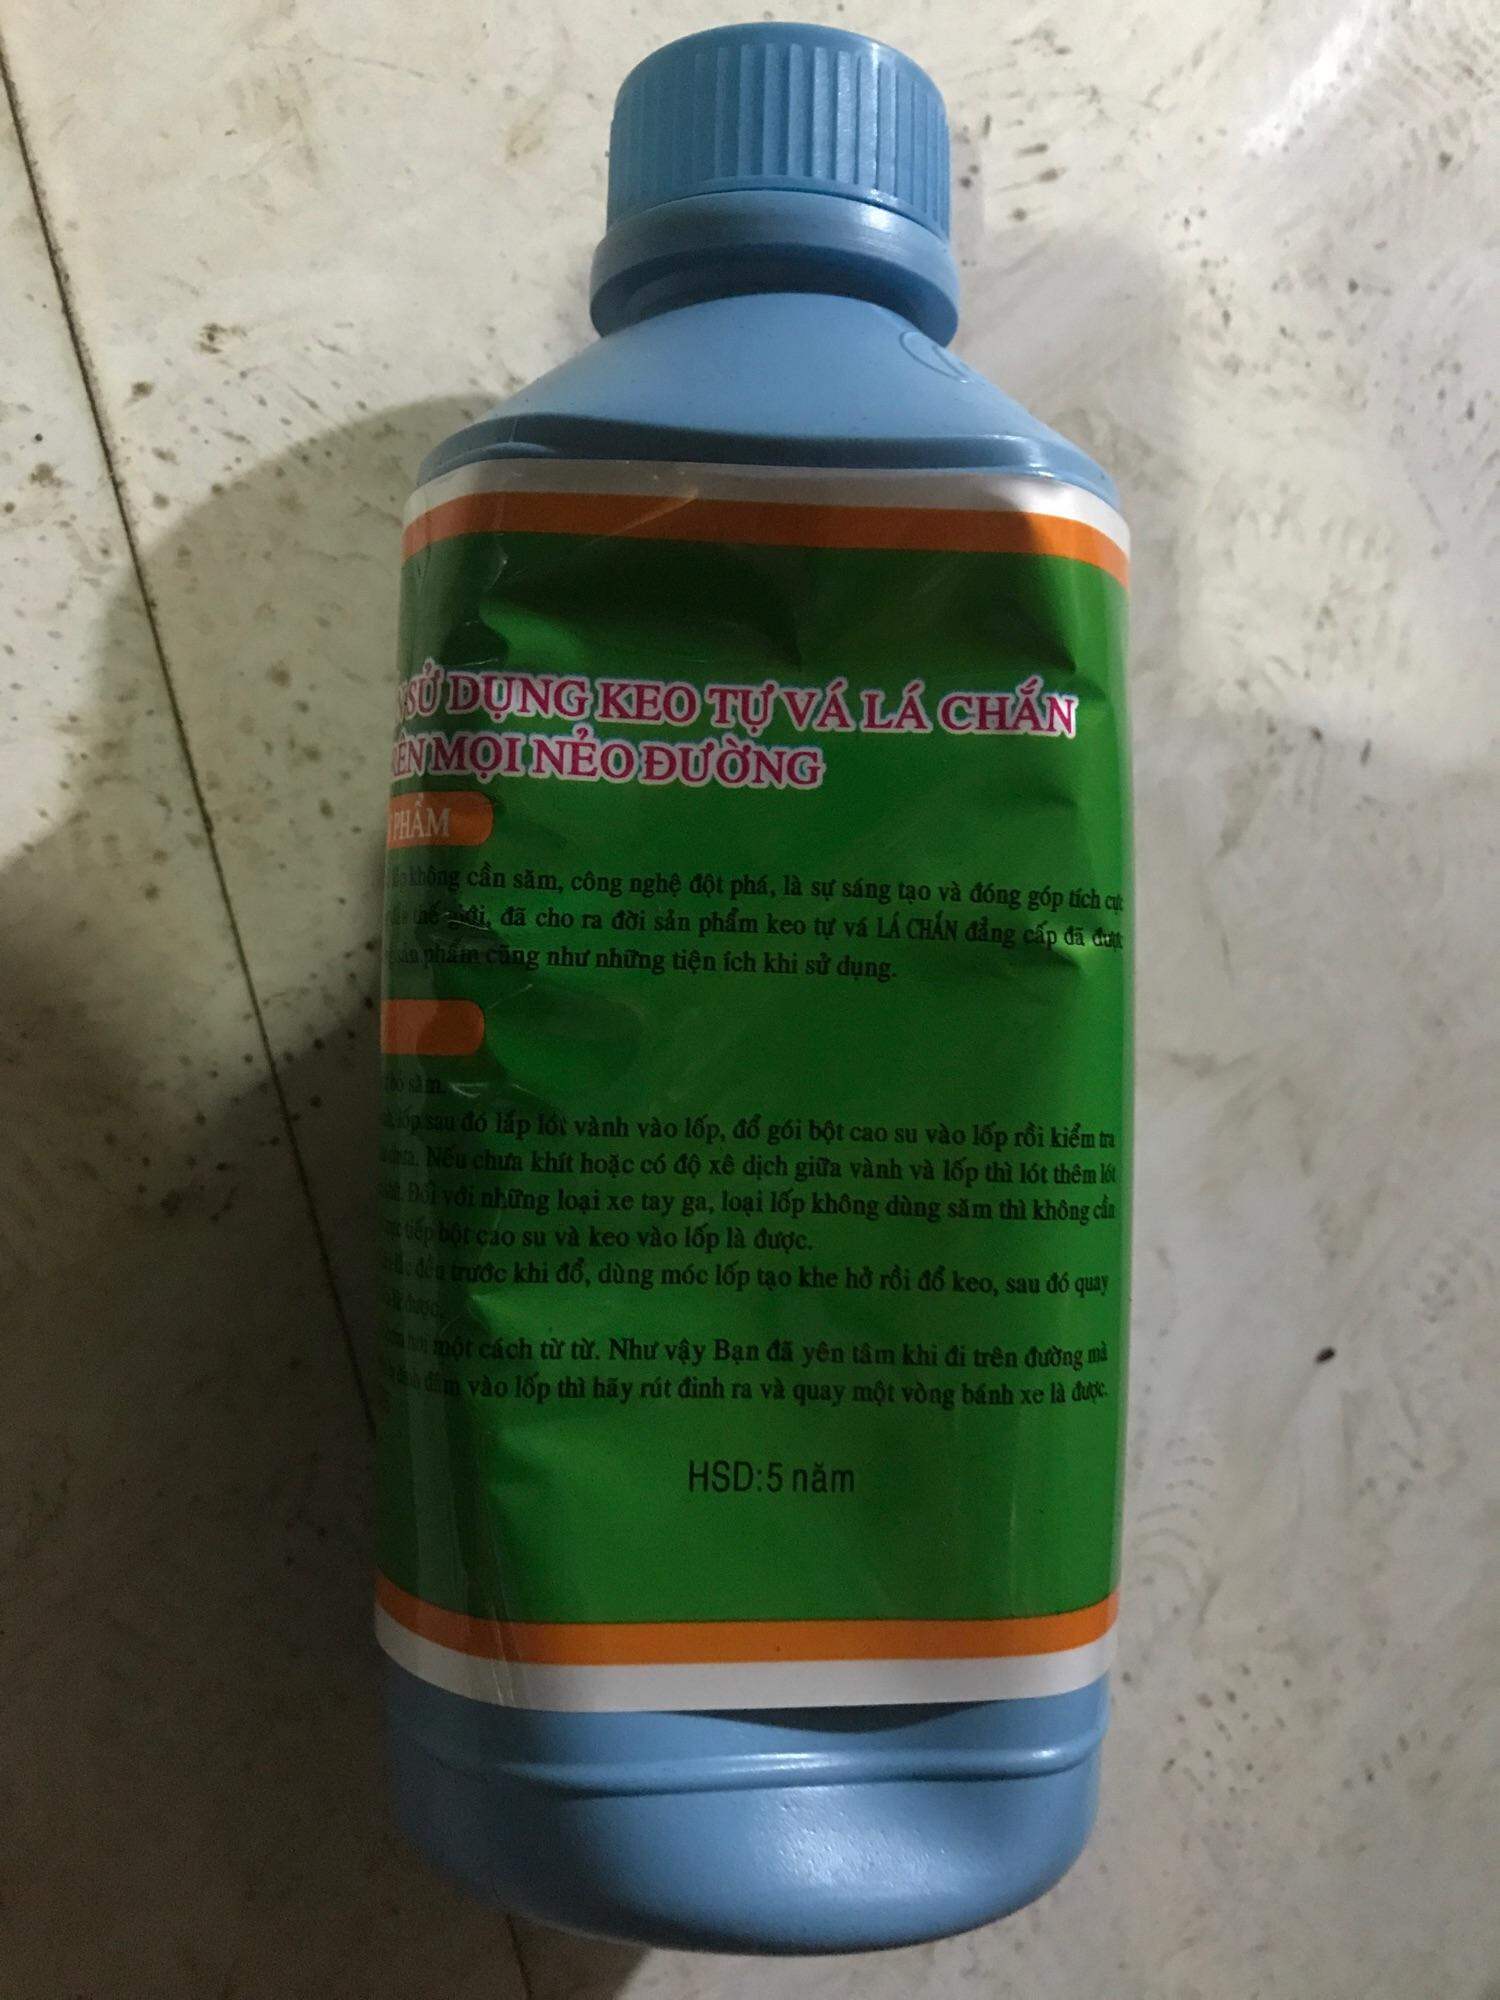 SỬ DỤNG KEO TỰ VÁ LÁ CHẮN
MỌI NẺO ĐƯỜNG
PHẨM
không cần săm, công nghệ đột phá, là sự sáng tạo và đóng góp tích cực
thế giới, đã cho ra đời sản phẩm keo tự vá LÁ CHẮN đẳng cấp đã được
sản phẩm cũng như những tiện ích khi sử dụng.
bỏ săm.
lốp sau đó lắp lót vành vào lốp, đổ gói bột cao su vào lốp rồi kiểm tra
chưa. Nếu chưa khít hoặc có độ xê dịch giữa vành và lốp thì lót thêm lót
Đối với những loại xe tay ga, loại lốp không dùng săm thì không cần
tiếp bột cao su và keo vào lốp là được.
đều trước khi đổ, dùng móc lốp tạo khe hở rồi đổ keo, sau đó quay
được.
hơi một cách từ từ. Như vậy Bạn đã yên tâm khi đi trên đường mà
đinh đâm vào lốp thì hãy rút đinh ra và quay một vòng bánh xe là được.
HSD:5 năm